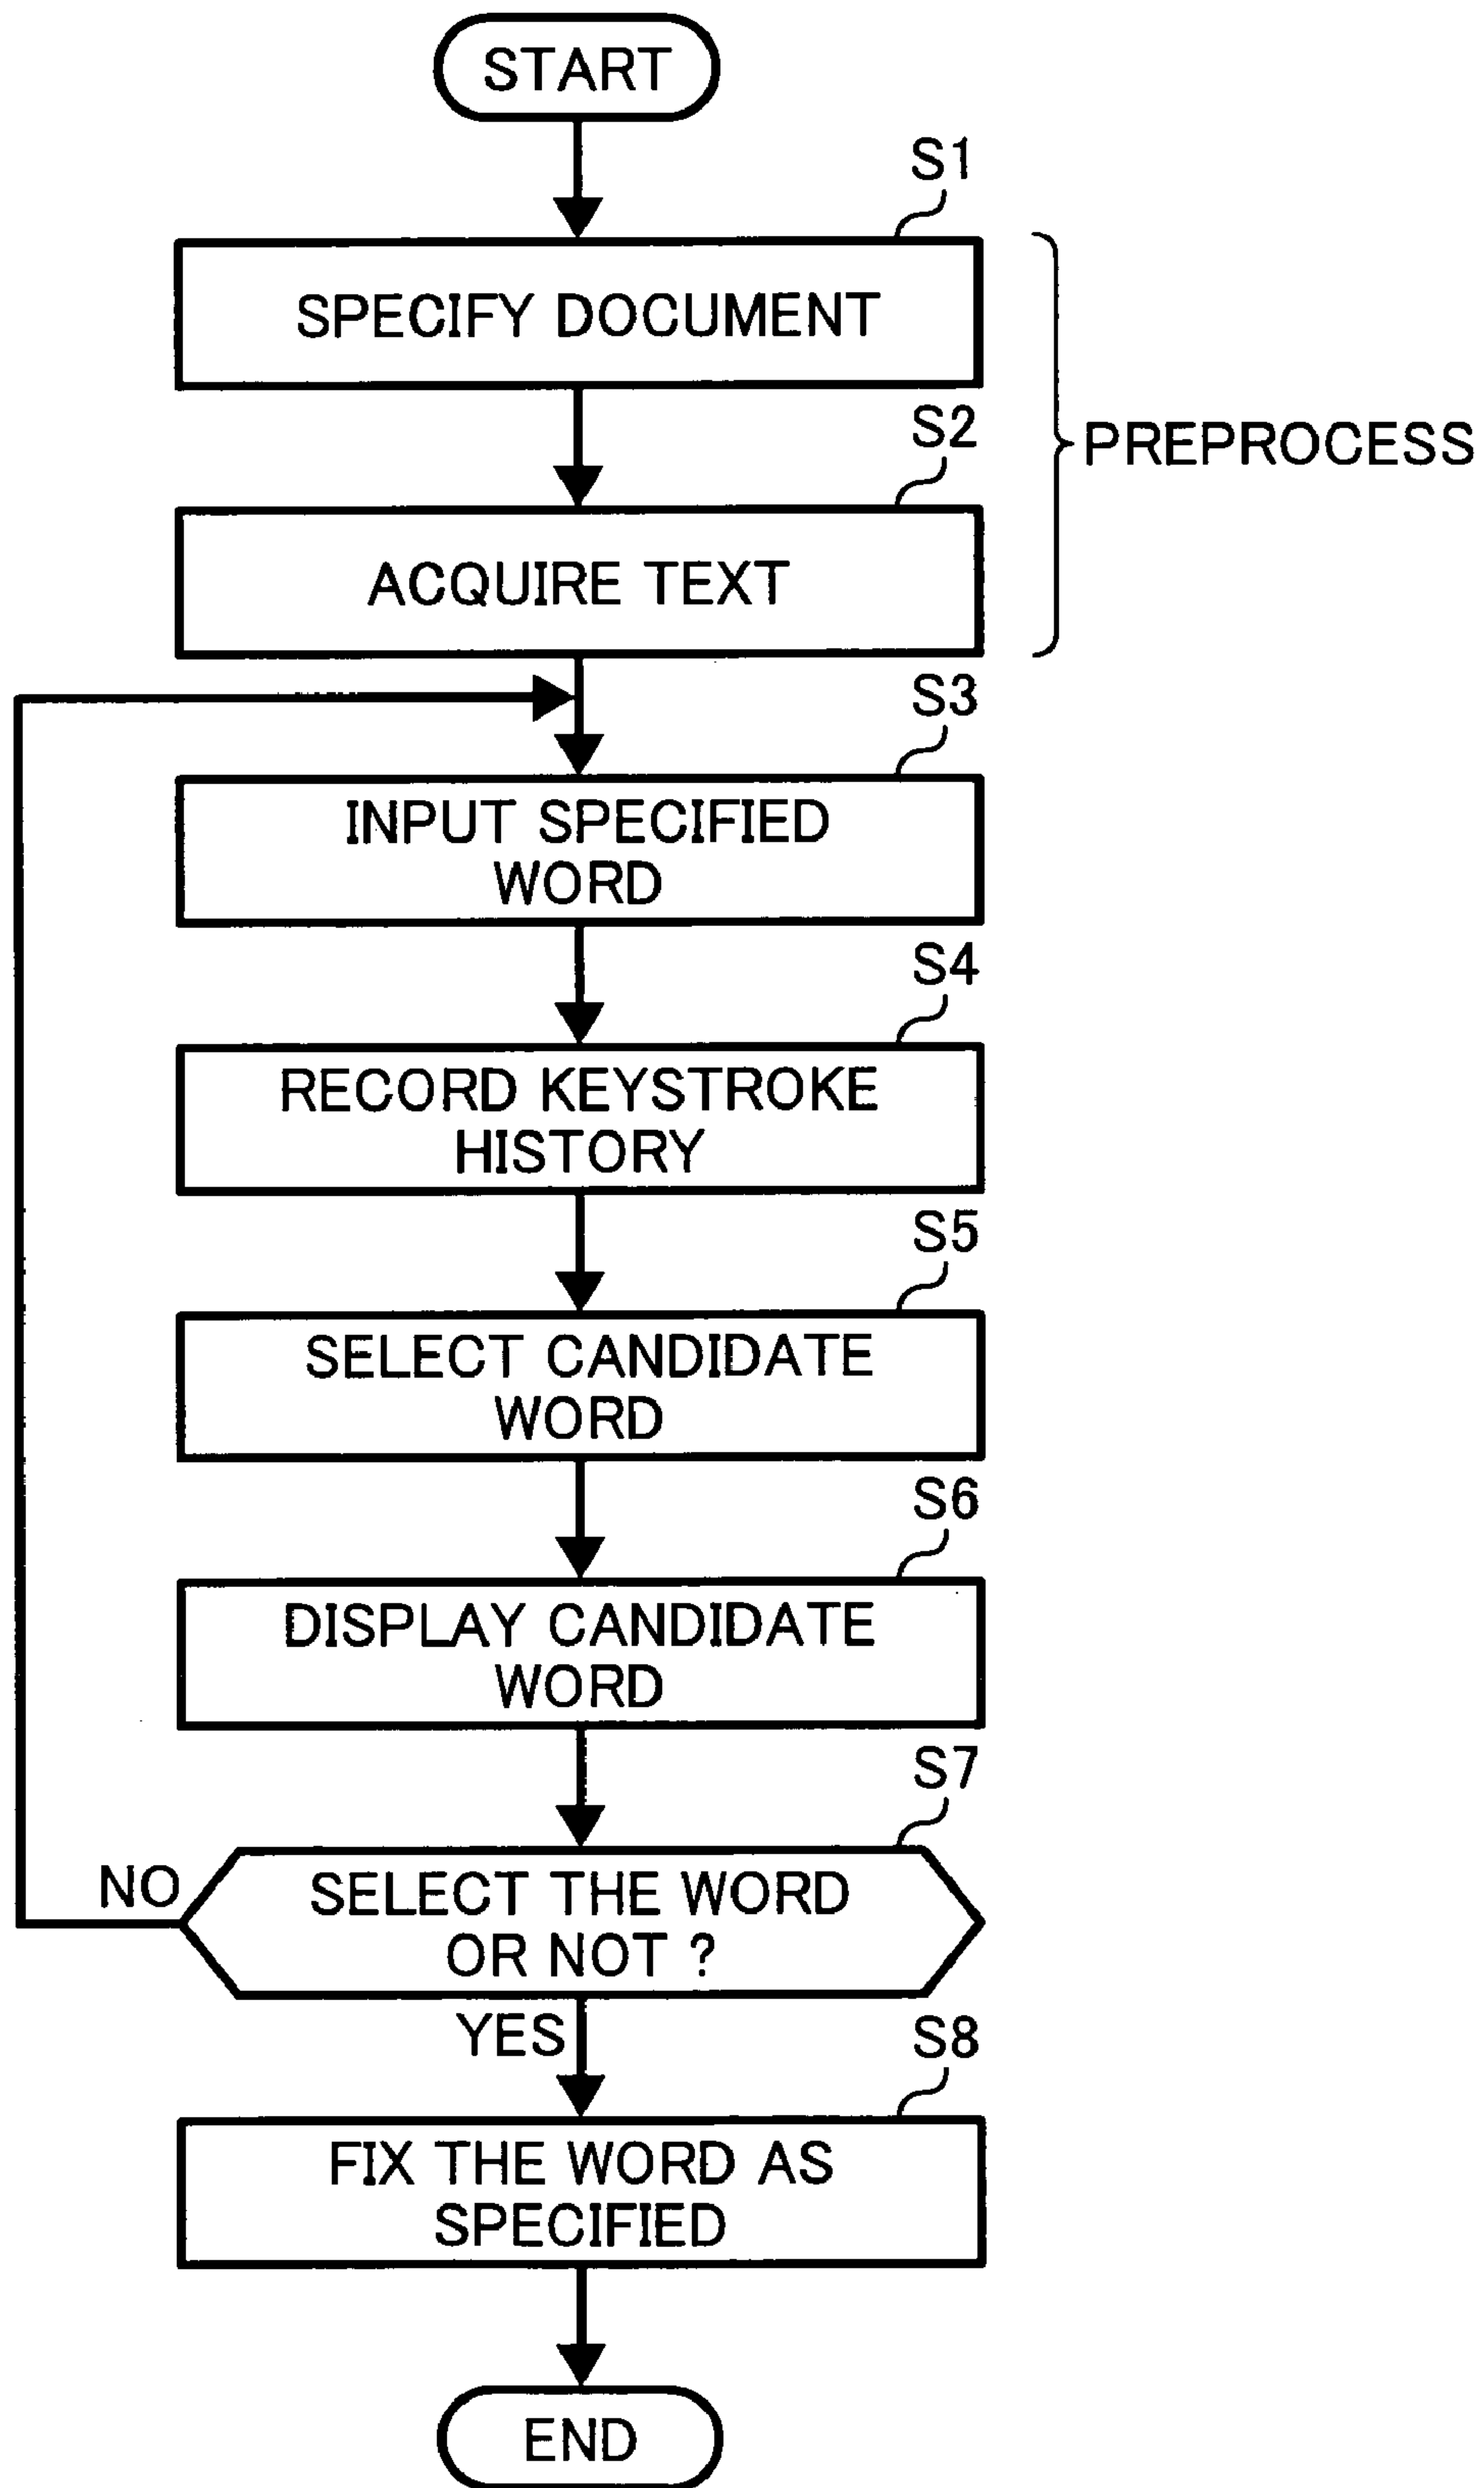 START
S1
SPECIFY DOCUMENT
PREPROCESS
S2
ACQUIRE TEXT
S3
INPUT SPECIFIED
WORD
S4
RECORD KEYSTROKE
HISTORY
S5
SELECT CANDIDATE
WORD
S6
DISPLAY CANDIDATE
WORD
S7
NO
SELECT THE WORD
OR NOT ?
YES
S8
FIX THE WORD AS
SPECIFIED
END